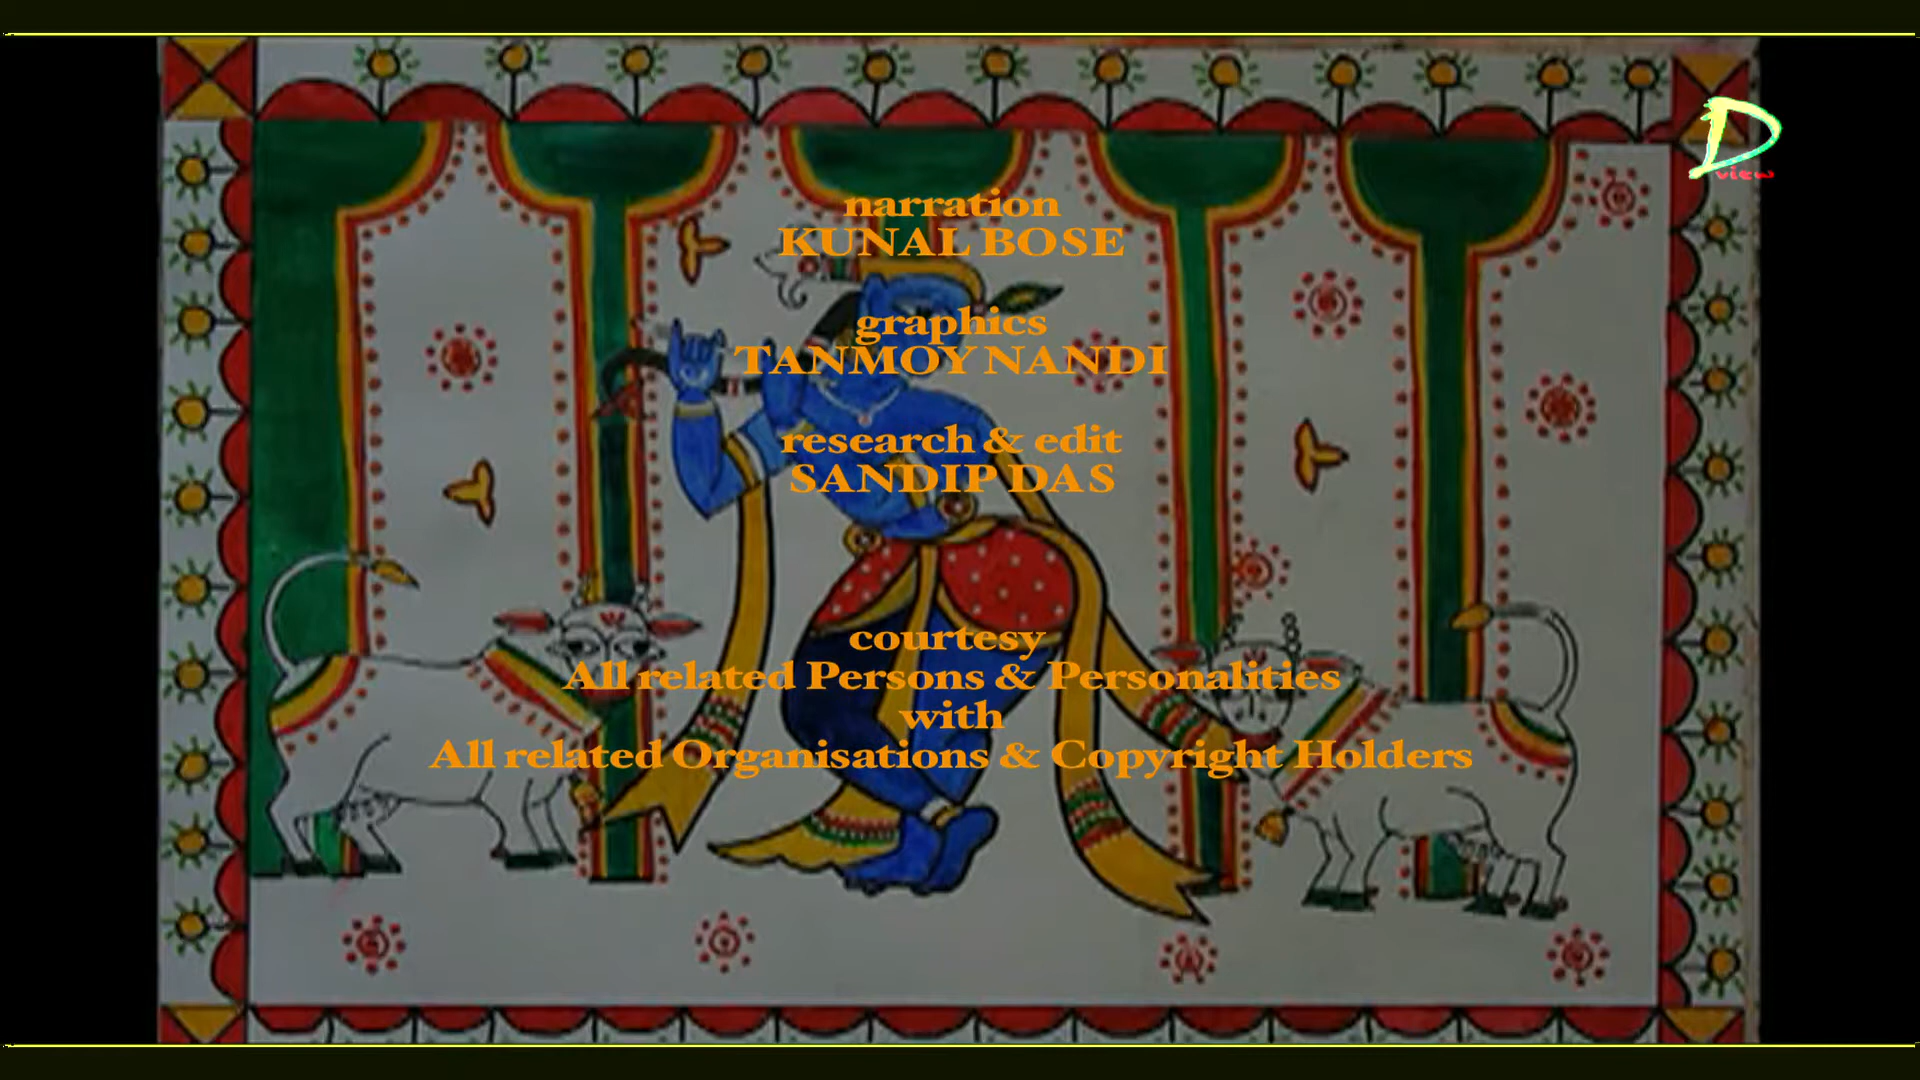 D
view
narration
KUNAL BOSE
graphics
TANMOY NANDI
research & edit
SANDIP DAS
courtesy
All related Persons & Personalities
with
All related Organisations & Copyright Holders